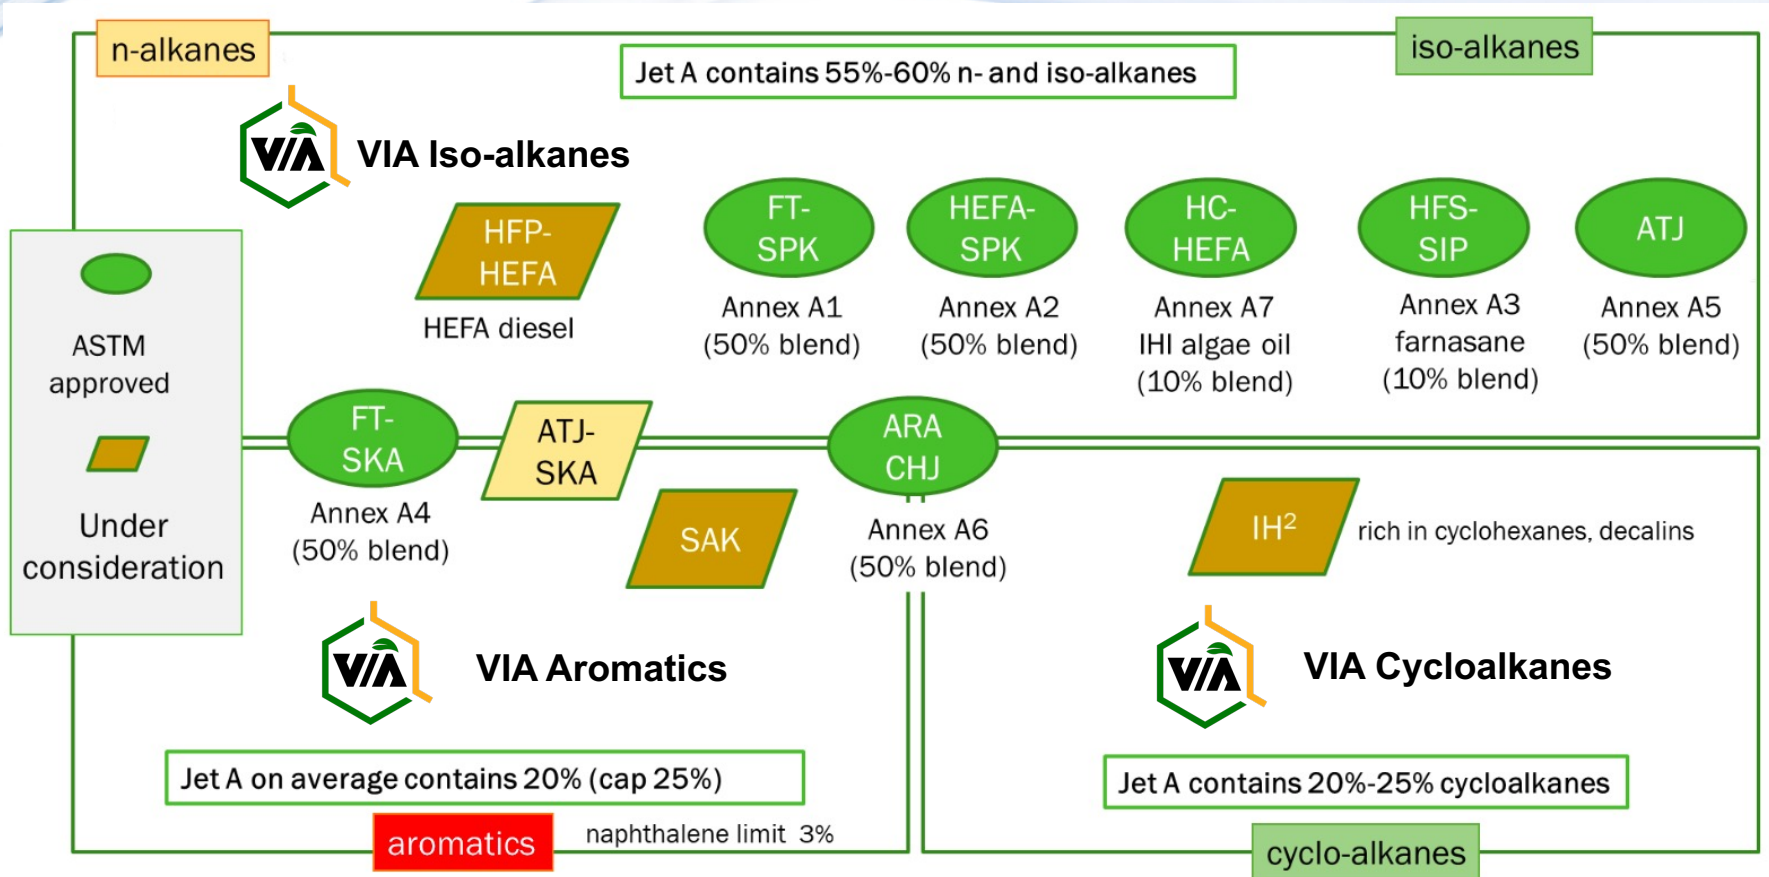 n-alkanes
iso-alkanes
Jet A contains 55%-60% n- and iso-alkanes
VIA
VIA Iso-alkanes
HFP-
HEFA
HEFA diesel
FT-
SPK
Annex A1
(50% blend)
HEFA-
SPK
Annex A2
(50% blend)
HC-
HEFA
Annex A7
IHI algae oil
(10% blend)
HFS-
SIP
Annex A3
farnasane
(10% blend)
ATJ
Annex A5
(50% blend)
ASTM
approved
Under
consideration
FT-
SKA
Annex A4
(50% blend)
ATJ-
SKA
SAK
ARA
CHJ
Annex A6
(50% blend)
IH²
rich in cyclohexanes, decalins
VIA
VIA Aromatics
VIA
VIA Cycloalkanes
Jet A on average contains 20% (cap 25%)
Jet A contains 20%-25% cycloalkanes
aromatics
naphthalene limit 3%
cyclo-alkanes